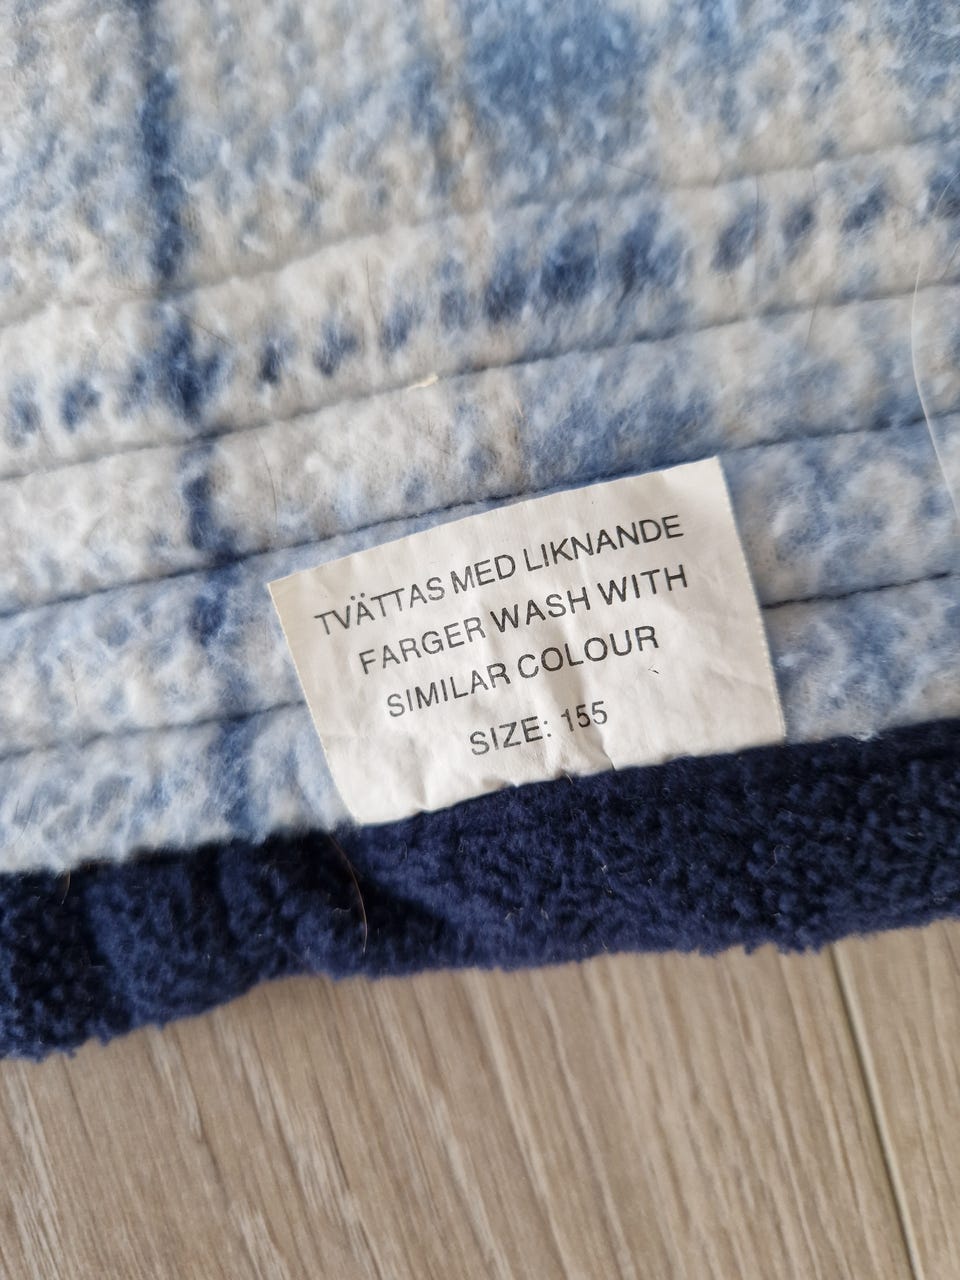 TVÄTTAS MED LIKNANDE
FARGER WASH WITH
SIMILAR COLOUR
SIZE: 155